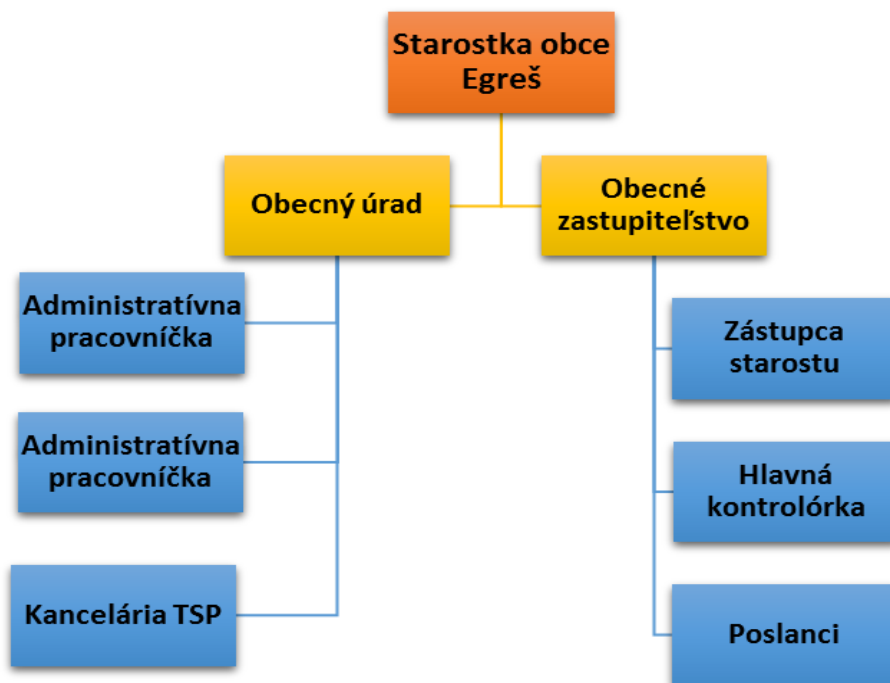 Starostka obce
Egreš
Obecný úrad
Obecné
zastupiteľstvo
Administratívna
pracovníčka
Administratívna
pracovníčka
Kancelária TSP
Zástupca
starostu
Hlavná
kontrolórka
Poslanci